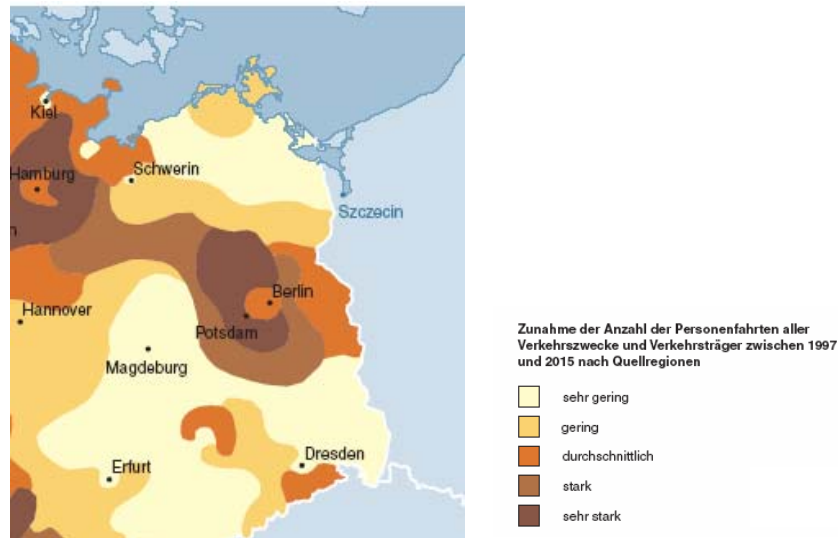 Kiel
Schwerin
Hamburg
n
Szczecin
Berlin
Hannover
Potsdam
Magdeburg
Dresden
Erfurt
Zunahme der Anzahl der Personenfahrten aller
Verkehrszwecke und Verkehrsträger zwischen 1997
und 2015 nach Quellregionen
sehr gering
gering
durchschnittlich
stark
sehr stark